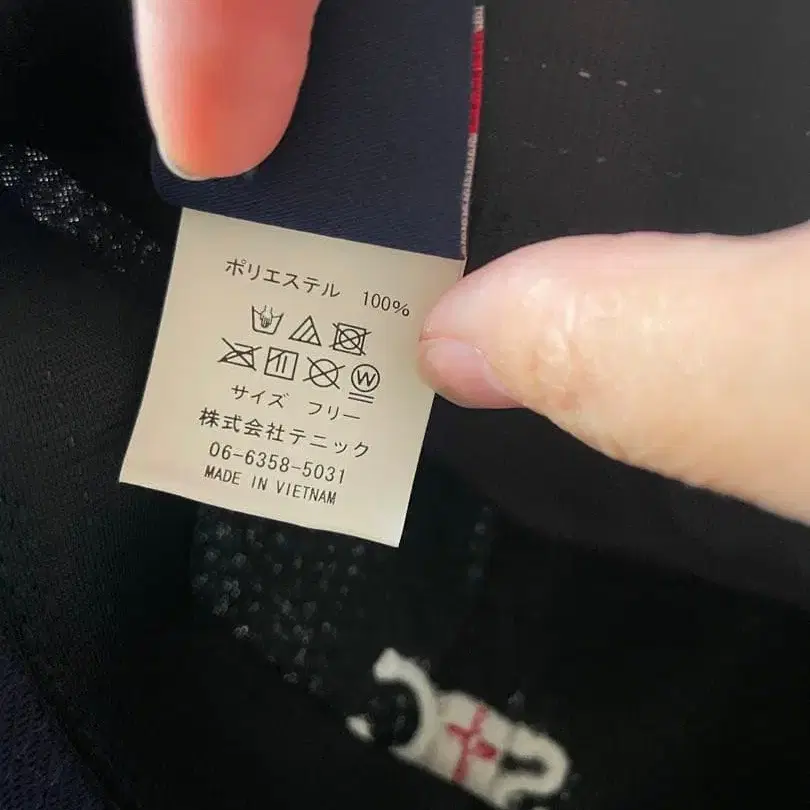 ポリエステル 100%
W
サイズ フリー
株式会社テニック
06-6358-5031
MADE IN VIETNAM